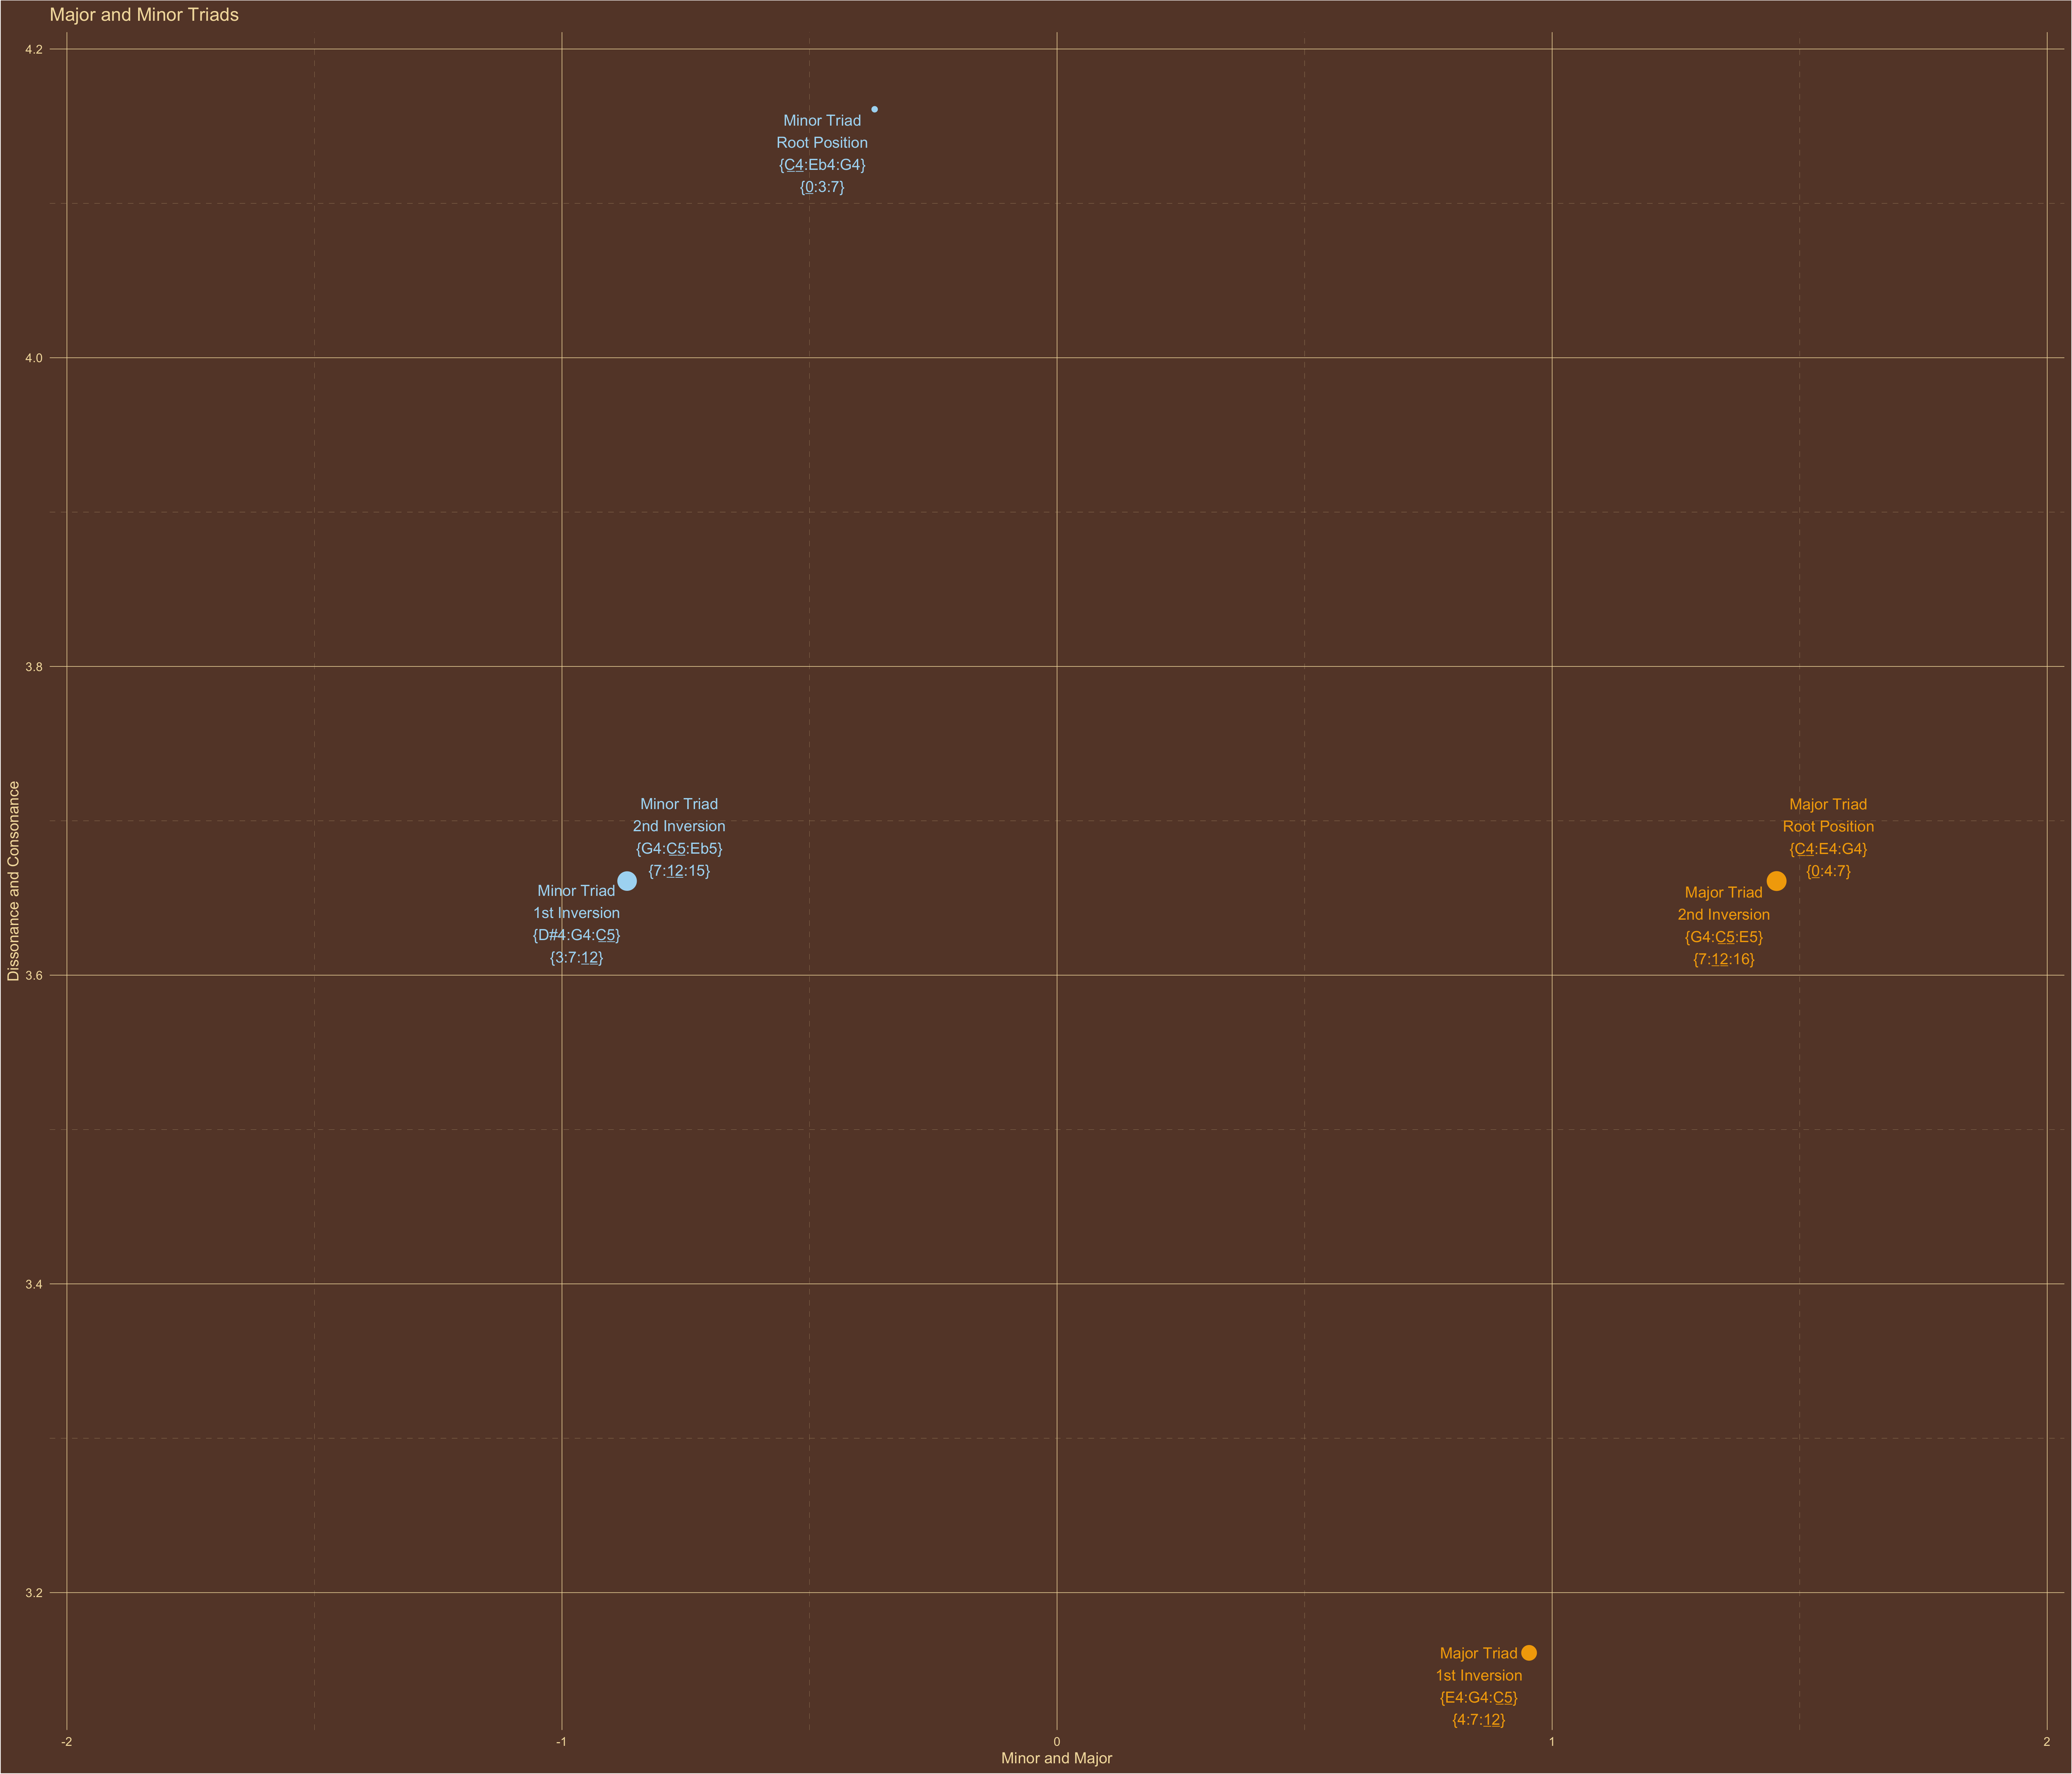 Major and Minor Triads
4.2
4.0
3.8
3.6
3.4
3.2
Dissonance and Consonance
Minor Triad
Root Position
{C4:Eb4:G4}
{0:3:7}
Minor Triad
2nd Inversion
{G4:C5:Eb5}
{7:12:15}
Minor Triad
1st Inversion
{D#4:G4:C5}
{3:7:12}
Major Triad
Root Position
{C4:E4:G4}
{0:4:7}
Major Triad
2nd Inversion
{G4:C5:E5}
{7:12:16}
Major Triad
1st Inversion
{E4:G4:C5}
{4:7:12}
-2
-1
0
1
2
Minor and Major